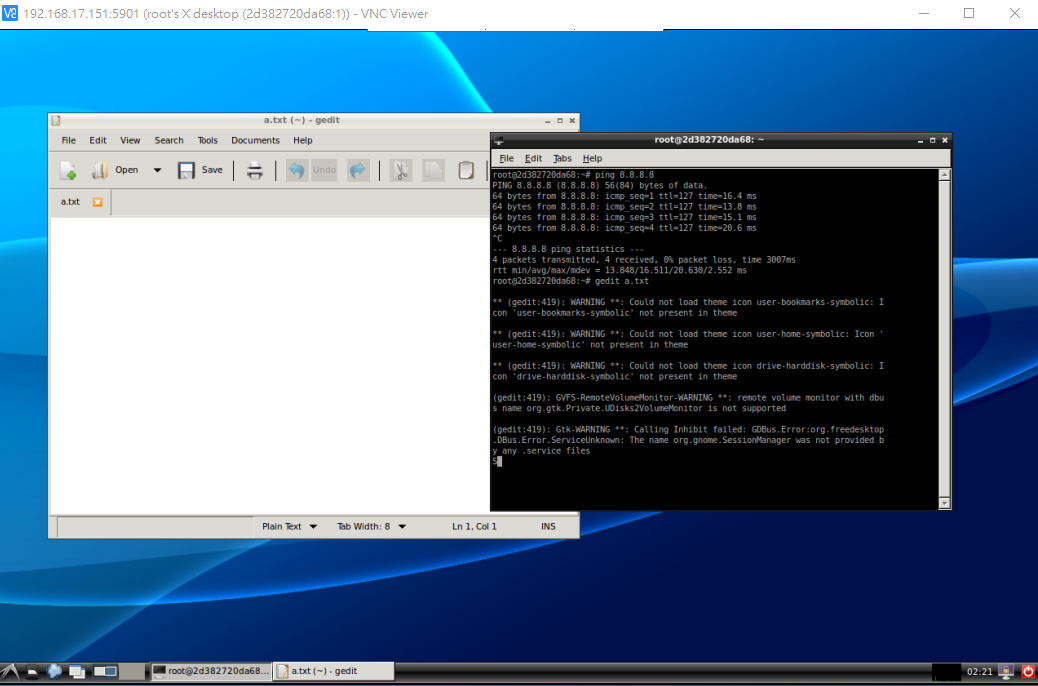 192.168.17.151:5901 (root's X desktop (2d382720da68:1)) - VNC Viewer
a.txt (~) - gedit
File Edit View Search Tools Documents Help
Open Save Undo
a.txt
Plain Text Tab Width: 8 Ln 1, Col 1 INS
root@2d382720da68: ~
File Edit Tabs Help
root@2d382720da68:~# ping 8.8.8.8
PING 8.8.8.8 (8.8.8.8) 56(84) bytes of data.
64 bytes from 8.8.8.8: icmp_seq=1 ttl=127 time=16.4 ms
64 bytes from 8.8.8.8: icmp_seq=2 ttl=127 time=13.8 ms
64 bytes from 8.8.8.8: icmp_seq=3 ttl=127 time=15.1 ms
64 bytes from 8.8.8.8: icmp_seq=4 ttl=127 time=20.6 ms
^C
--- 8.8.8.8 ping statistics ---
4 packets transmitted, 4 received, 0% packet loss, time 3007ms
rtt min/avg/max/mdev = 13.848/16.511/20.630/2.552 ms
root@2d382720da68:~# gedit a.txt
** (gedit:419): WARNING **: Could not load theme icon user-bookmarks-symbolic: I
con 'user-bookmarks-symbolic' not present in theme
** (gedit:419): WARNING **: Could not load theme icon user-home-symbolic: Icon '
user-home-symbolic' not present in theme
** (gedit:419): WARNING **: Could not load theme icon drive-harddisk-symbolic: I
con 'drive-harddisk-symbolic' not present in theme
(gedit:419): GVFS-RemoteVolumeMonitor-WARNING **: remote volume monitor with dbu
s name org.gtk.Private.UDisks2VolumeMonitor is not supported
(gedit:419): Gtk-WARNING **: Calling Inhibit failed: GDBus.Error:org.freedesktop
.DBus.Error.ServiceUnknown: The name org.gnome.SessionManager was not provided b
y any .service files
S
root@2d382720da68... a.txt (~) - gedit 02:21